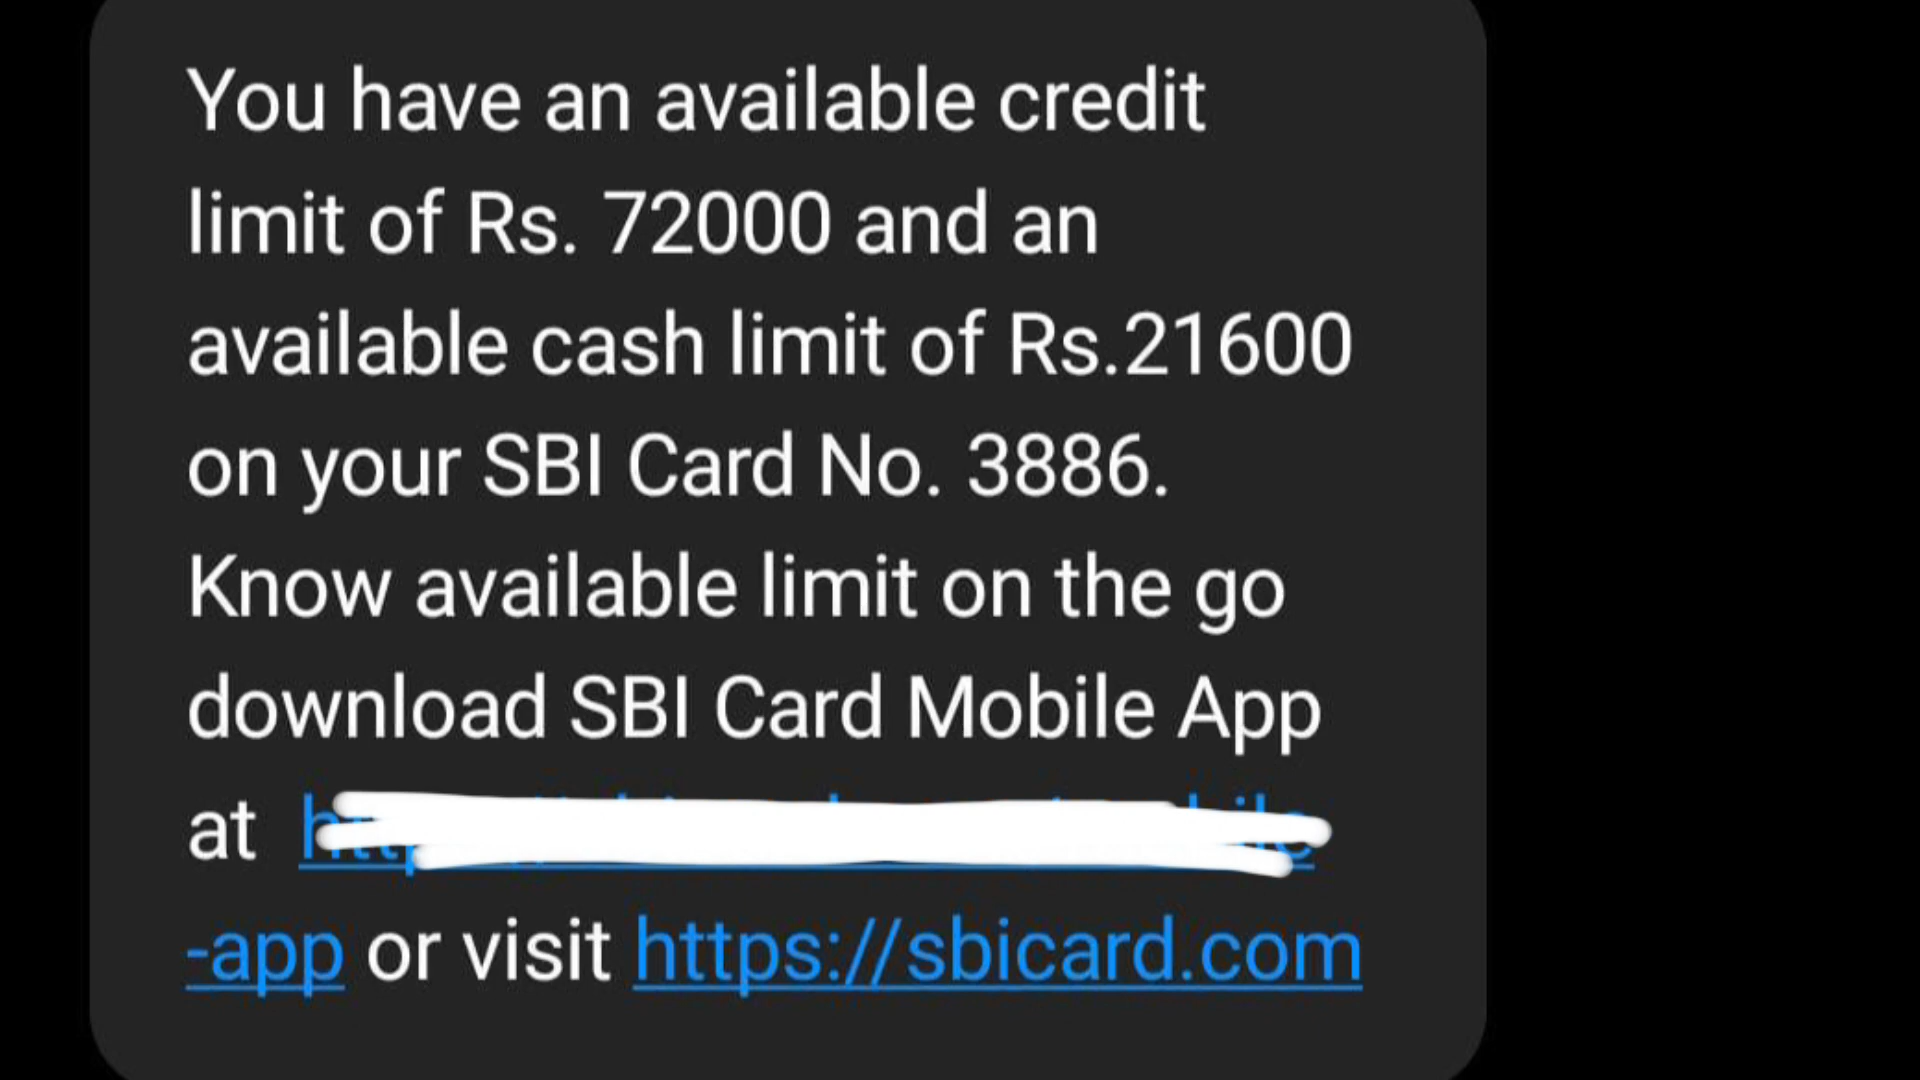 You have an available credit
limit of Rs. 72000 and an
available cash limit of Rs.21600
on your SBI Card No. 3886.
Know available limit on the go
download SBI Card Mobile App
at
-app or visit https://sbicard.com